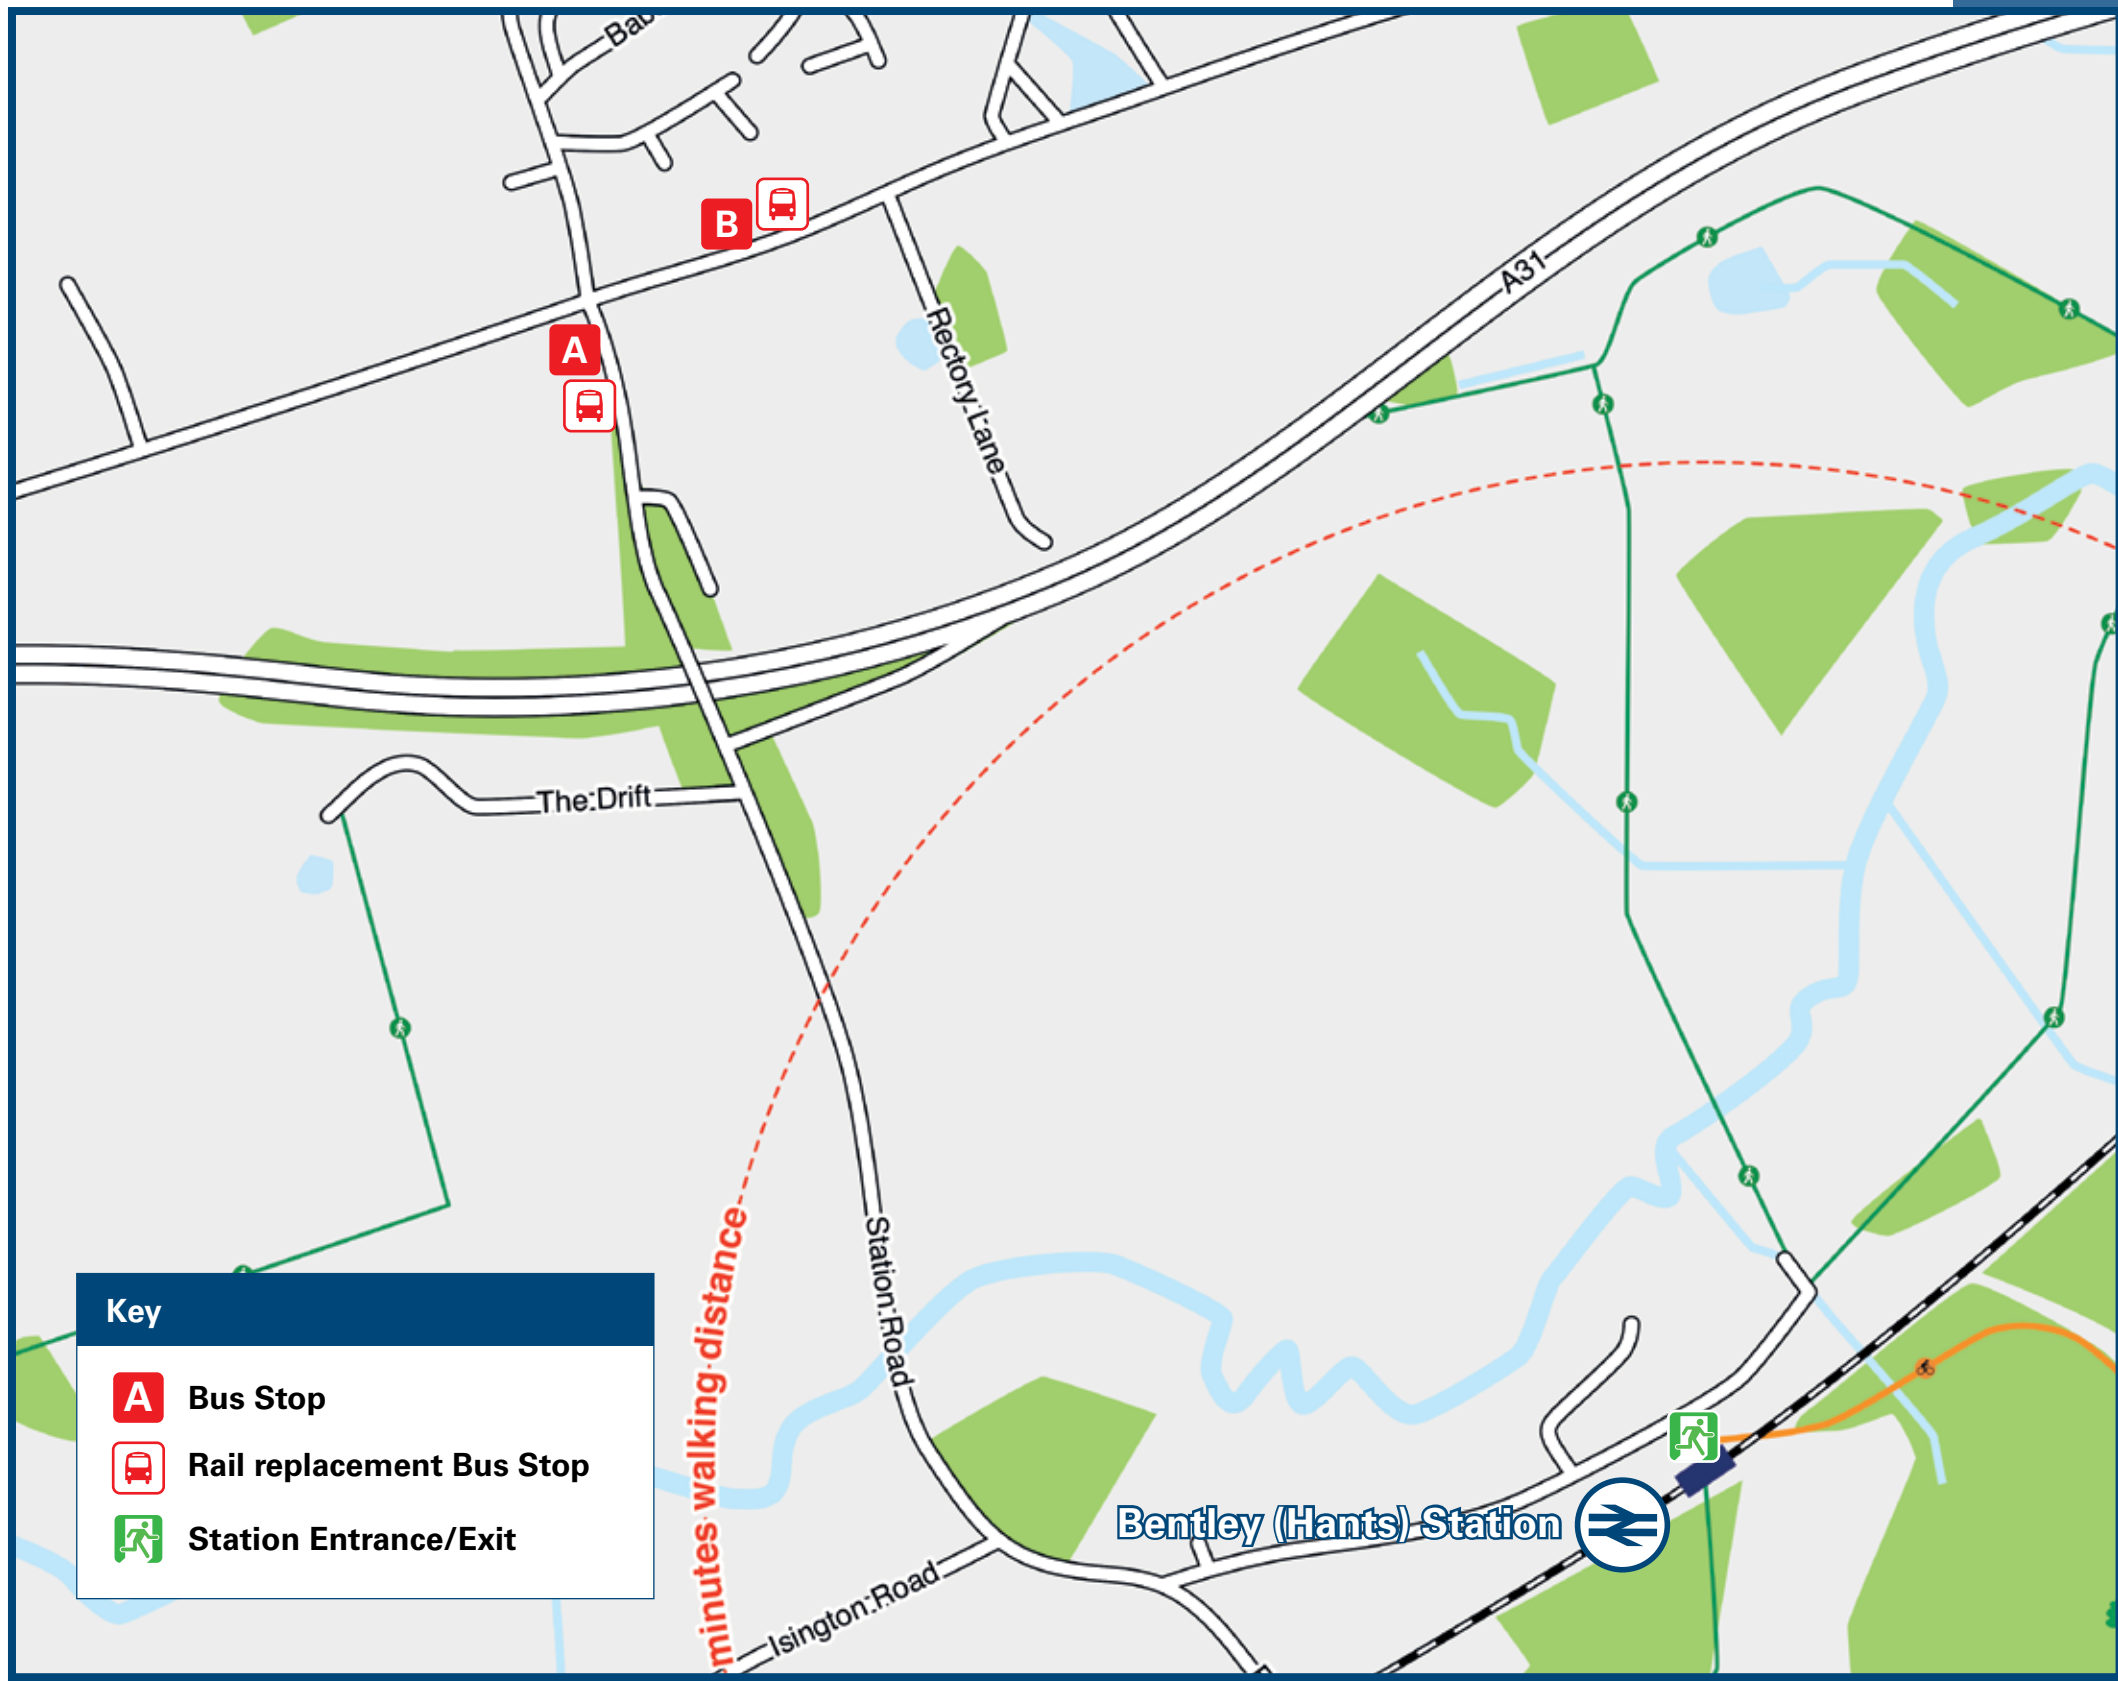 Bab
B
A31
A
Rectory Lane
The Drift
Station Road
minutes walking distance
Bentley (Hants) Station
Isington Road
Key
A Bus Stop
Rail replacement Bus Stop
Station Entrance/Exit